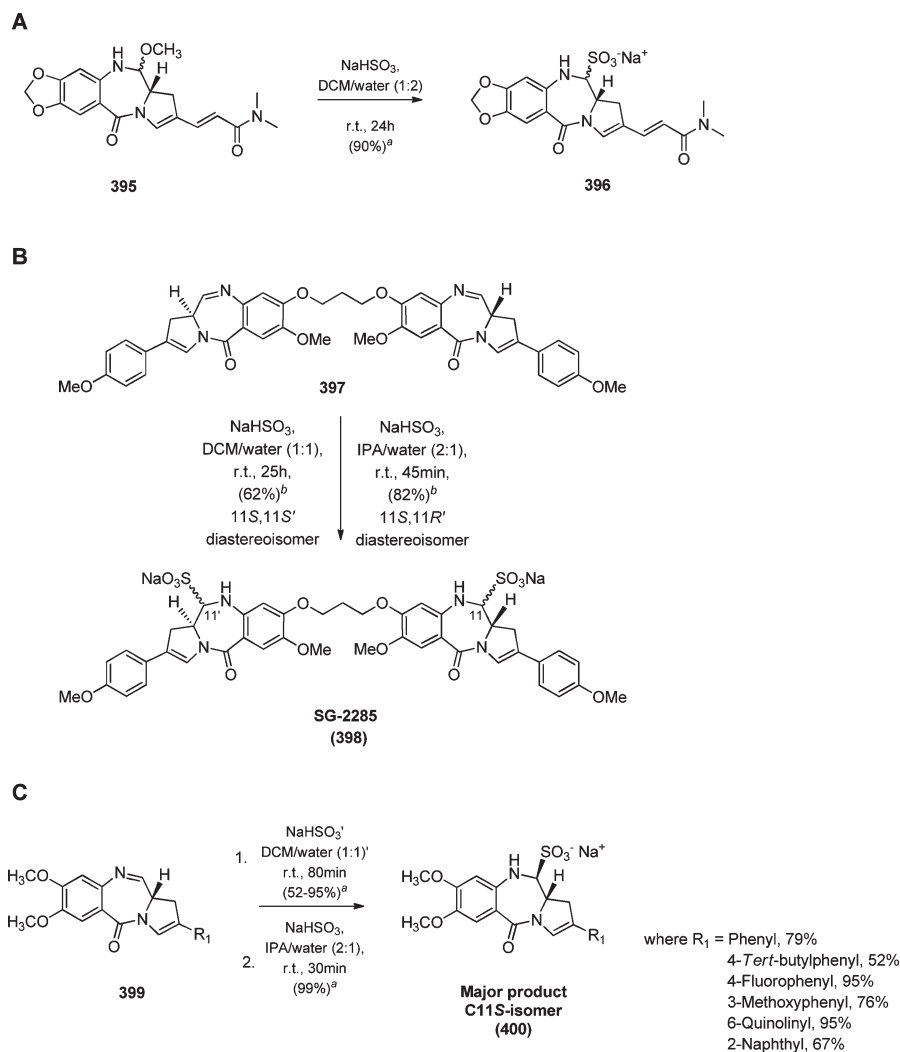 A
H
N
OCH3
H
O
O
N
O
N
O
395
NaHSO3,
DCM/water (1:2)
r.t., 24h
(90%)a
H
N
SO3-Na+
H
O
O
N
O
N
O
396
B
H
N
O
O
N
H
N
O
OMe
MeO
O
N
MeO
OMe
397
NaHSO3,
DCM/water (1:1),
r.t., 25h,
(62%)b
11S,11S'
diastereoisomer
NaHSO3,
IPA/water (2:1),
r.t., 45min,
(82%)b
11S,11R'
diastereoisomer
NaO3S
H
N
H
11'
O
O
H
N
SO3Na
11
H
N
O
OMe
MeO
O
N
MeO
OMe
SG-2285
(398)
C
N
H
H3CO
H3CO
N
O
R1
399
1.
NaHSO3'
DCM/water (1:1)'
r.t., 80min
(52-95%)a
2.
NaHSO3,
IPA/water (2:1),
r.t., 30min
(99%)a
H
N
SO3- Na+
H
H3CO
H3CO
N
O
R1
Major product
C11S-isomer
(400)
where R1 = Phenyl, 79%
4-Tert-butylphenyl, 52%
4-Fluorophenyl, 95%
3-Methoxyphenyl, 76%
6-Quinolinyl, 95%
2-Naphthyl, 67%